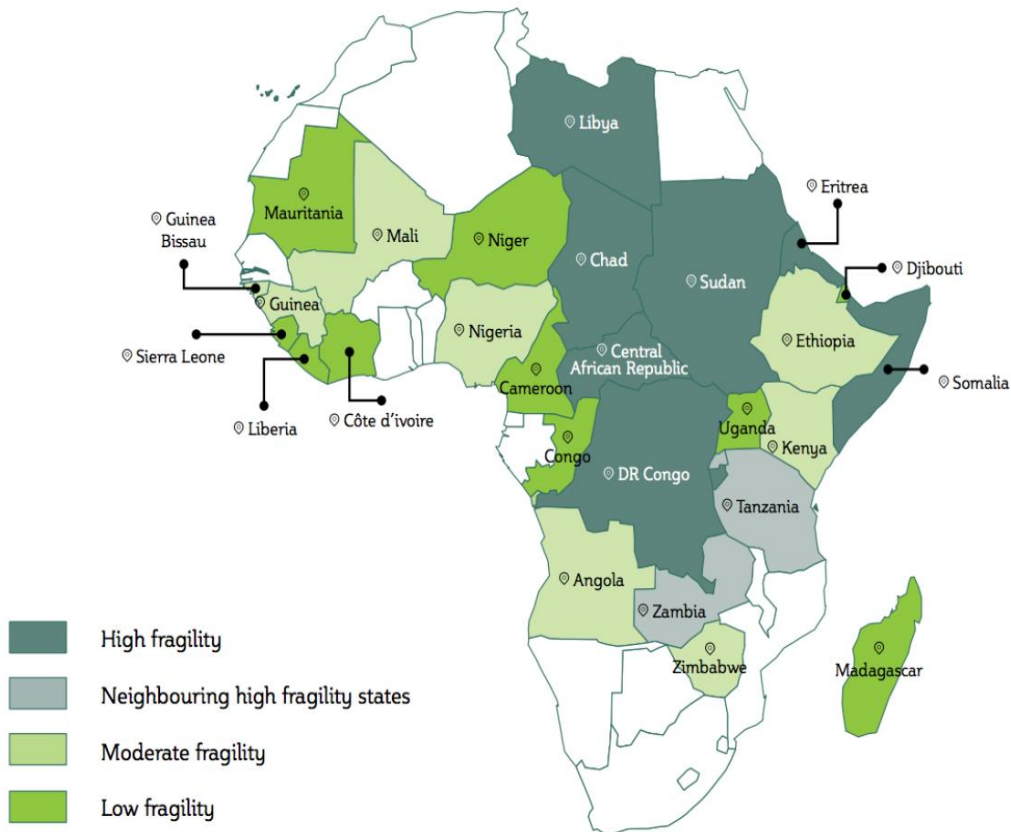 Libya
Eritrea
Mauritania
Guinea
Bissau
Mali
Niger
Chad
Sudan
Djibouti
Guinea
Nigeria
Ethiopia
Sierra Leone
Central
African Republic
Cameroon
Somalia
Liberia
Côte d'ivoire
Uganda
Congo
Kenya
DR Congo
Tanzania
Angola
Zambia
High fragility
Zimbabwe
Madagascar
Neighbouring high fragility states
Moderate fragility
Low fragility